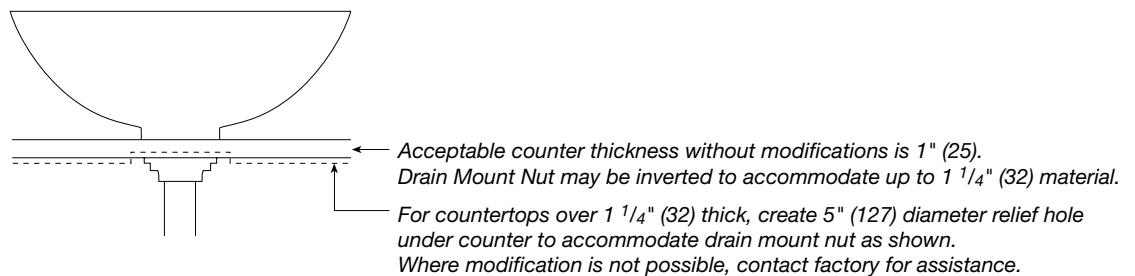 Acceptable counter thickness without modifications is 1" (25).
Drain Mount Nut may be inverted to accommodate up to 1 1/4" (32) material.
For countertops over 1 1/4" (32) thick, create 5" (127) diameter relief hole
under counter to accommodate drain mount nut as shown.
Where modification is not possible, contact factory for assistance.